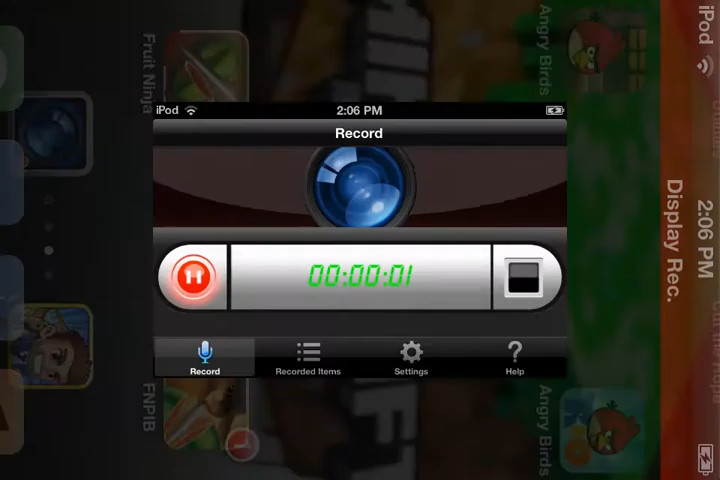 iPod
2:06 PM
Record
00:00:01
Record
Recorded Items
Settings
Help
Fruit Ninja
FNPIB
Angry Birds
Angry Birds
iPod
2:06 PM
Display Rec.